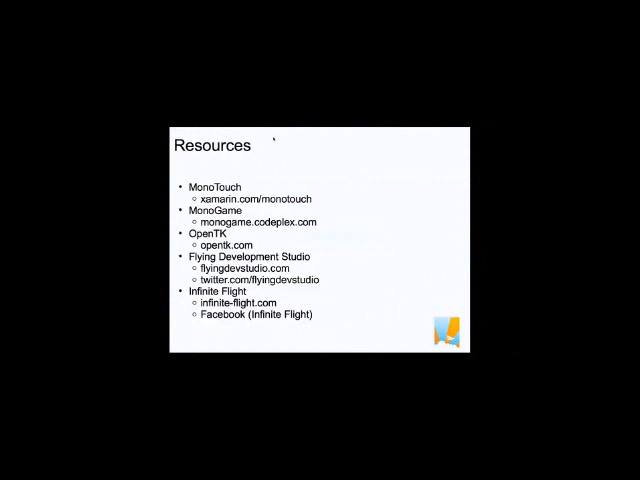 Resources
• MonoTouch
○ xamarin.com/monotouch
• MonoGame
○ monogame.codeplex.com
• OpenTK
○ opentk.com
• Flying Development Studio
○ flyingdevstudio.com
○ twitter.com/flyingdevstudio
• Infinite Flight
○ infinite-flight.com
○ Facebook (Infinite Flight)